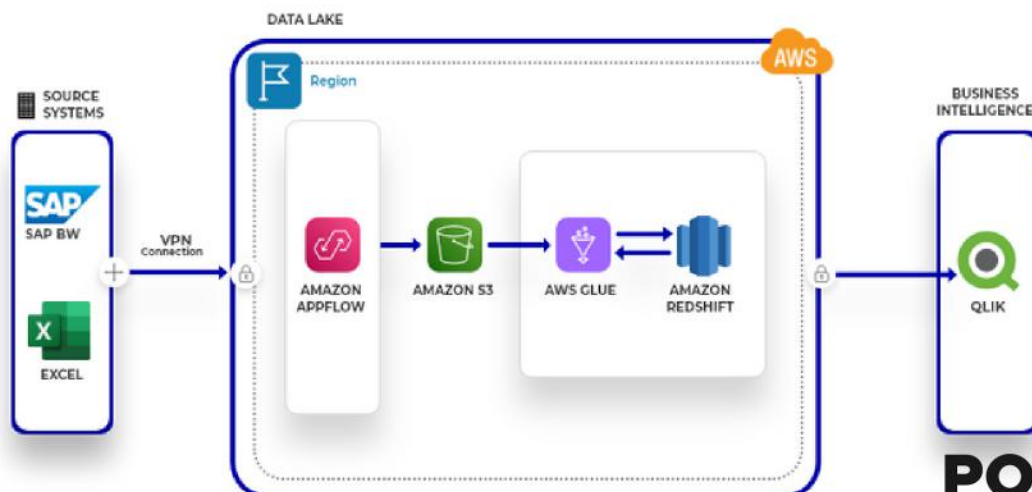 DATA LAKE
AWS
Region
SOURCE
SYSTEMS
SAP
SAP BW
X
EXCEL
VPN
Connection
AMAZON
APPFLOW
AMAZON S3
AWS GLUE
AMAZON
REDSHIFT
BUSINESS
INTELLIGENCE
QLIK
PO